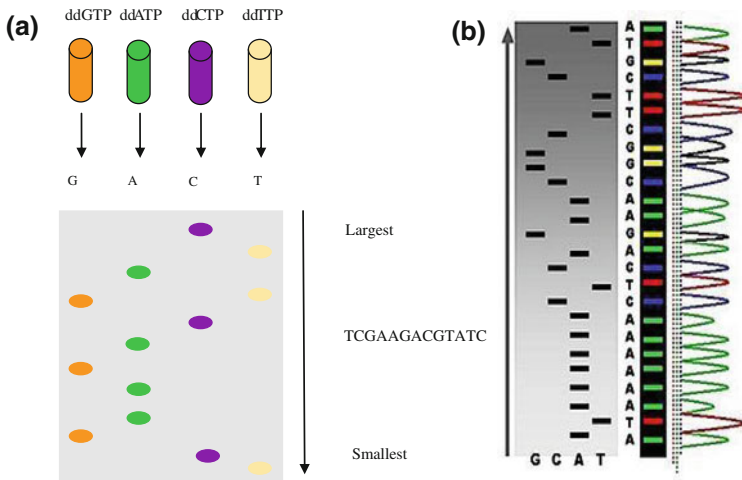 (a)
ddGTP ddATP ddCTP ddTTP
G A C T
Largest
TCGAAGACGTATC
Smallest
(b)
A
T
G
C
T
T
C
G
G
C
A
A
G
A
C
T
C
A
A
A
A
A
A
T
A
G C A T